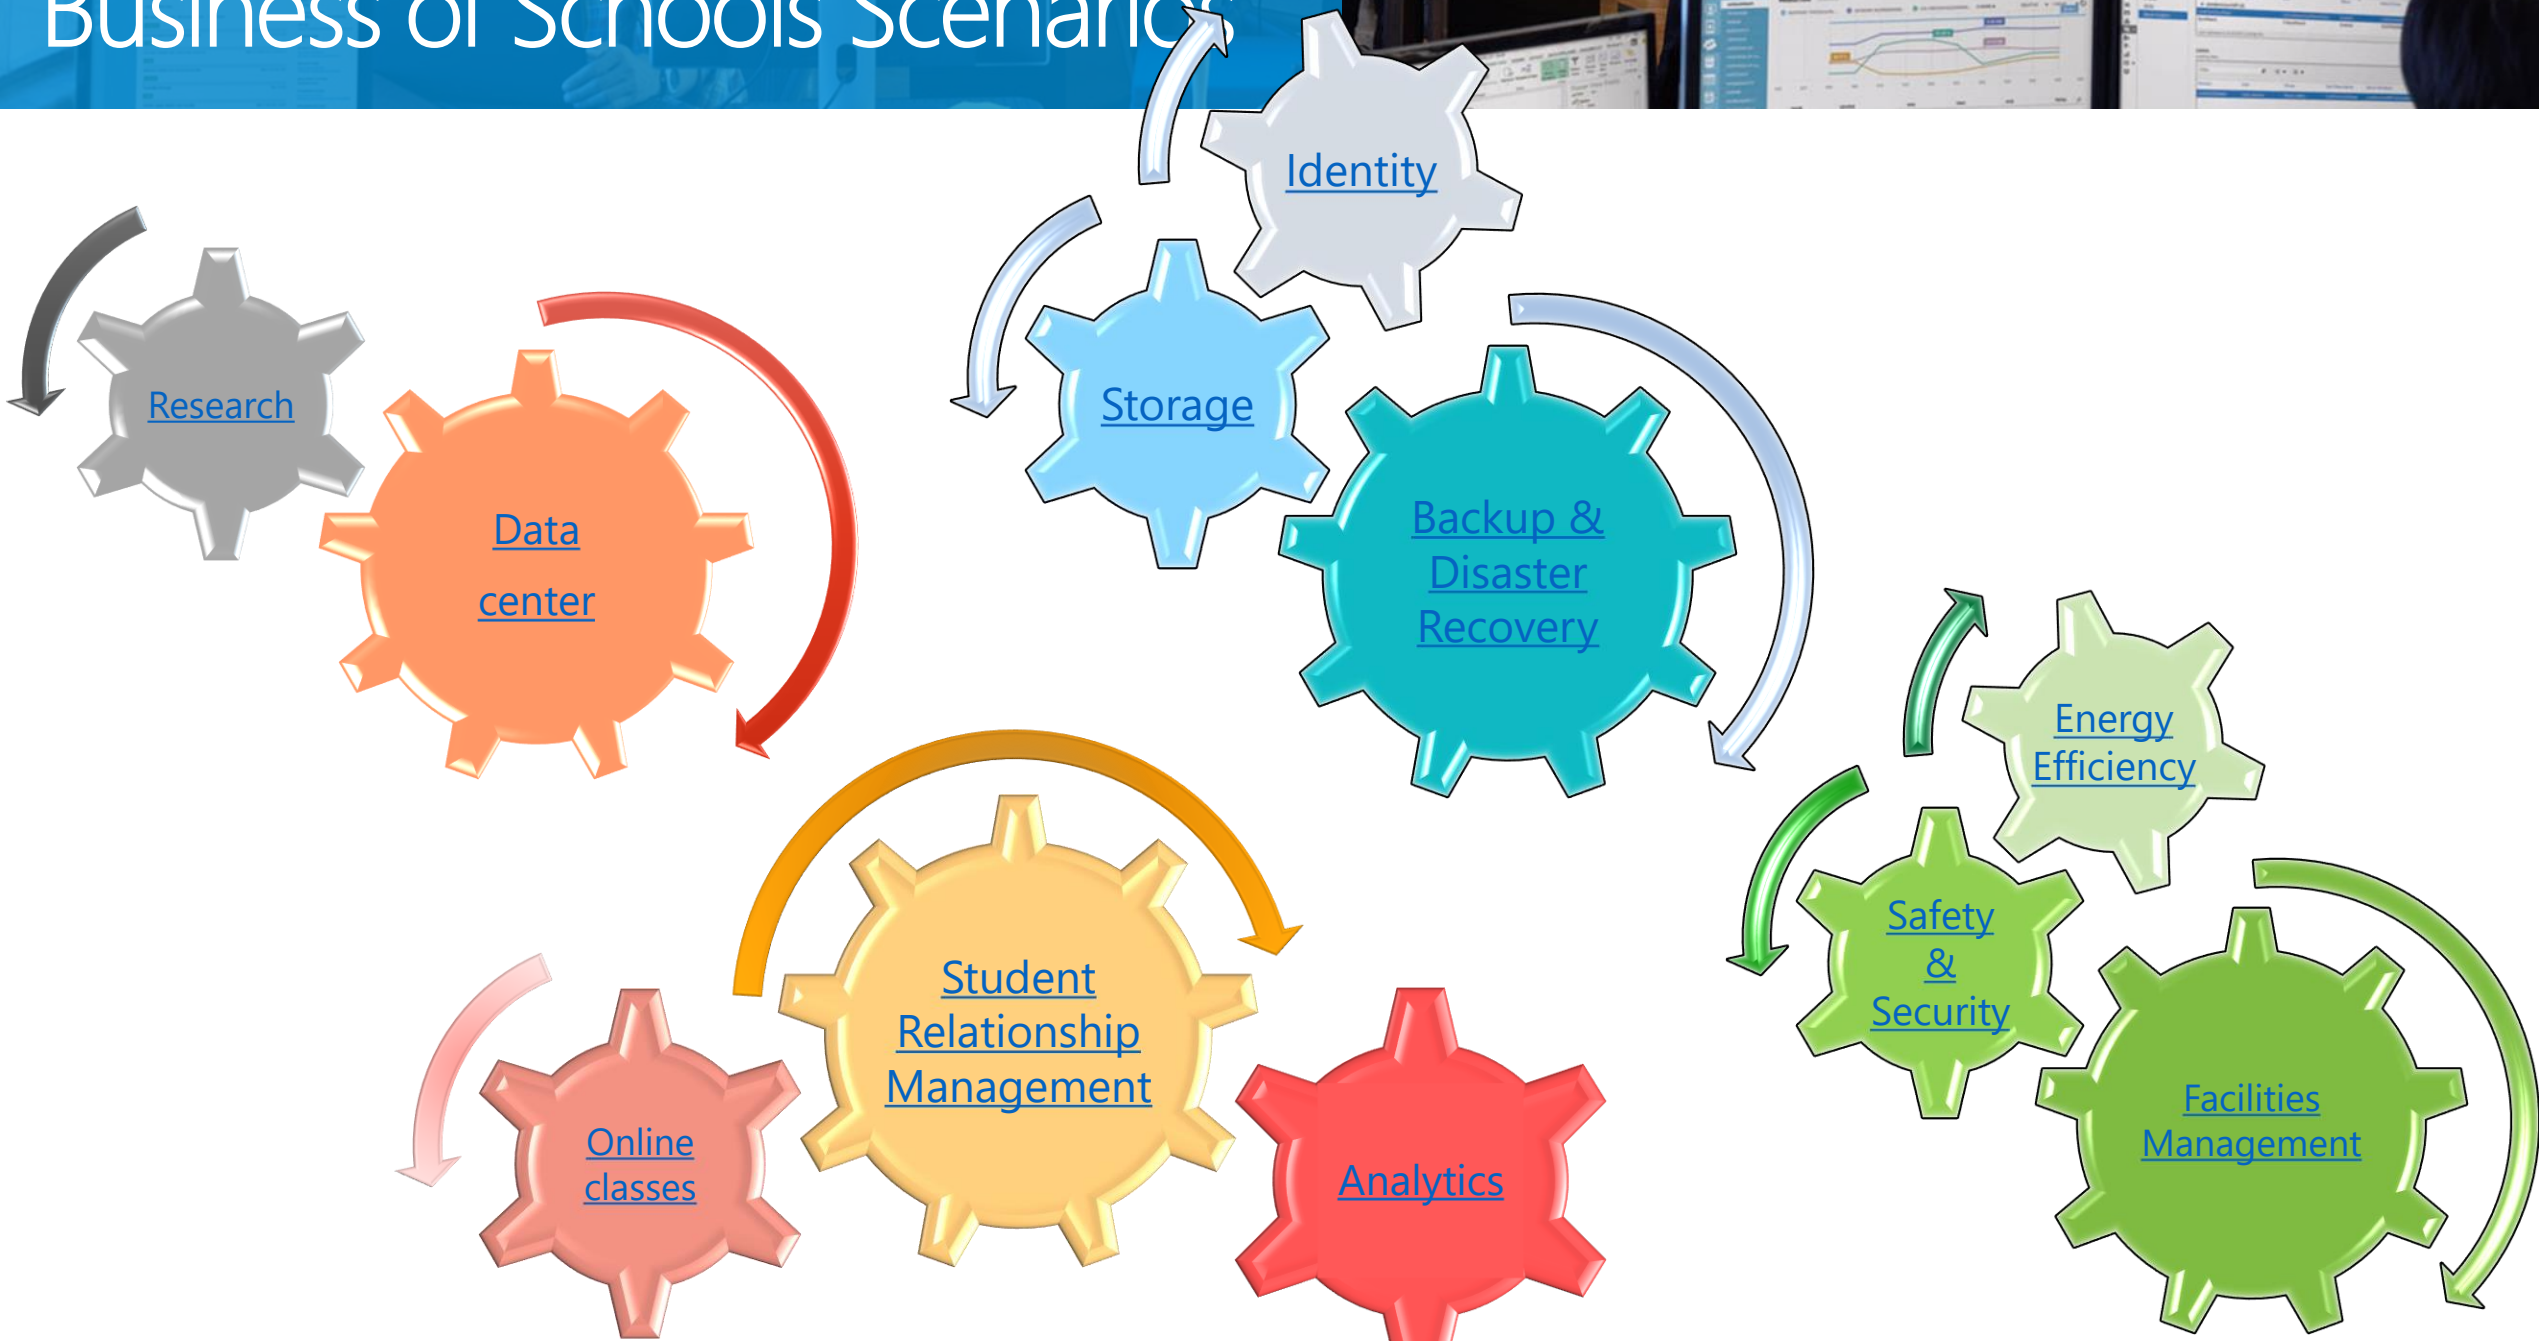 Business of Schools Scenarios
Identity
Research
Storage
Data
center
Backup &
Disaster
Recovery
Energy
Efficiency
Safety
&
Security
Student
Relationship
Management
Facilities
Management
Online
classes
Analytics